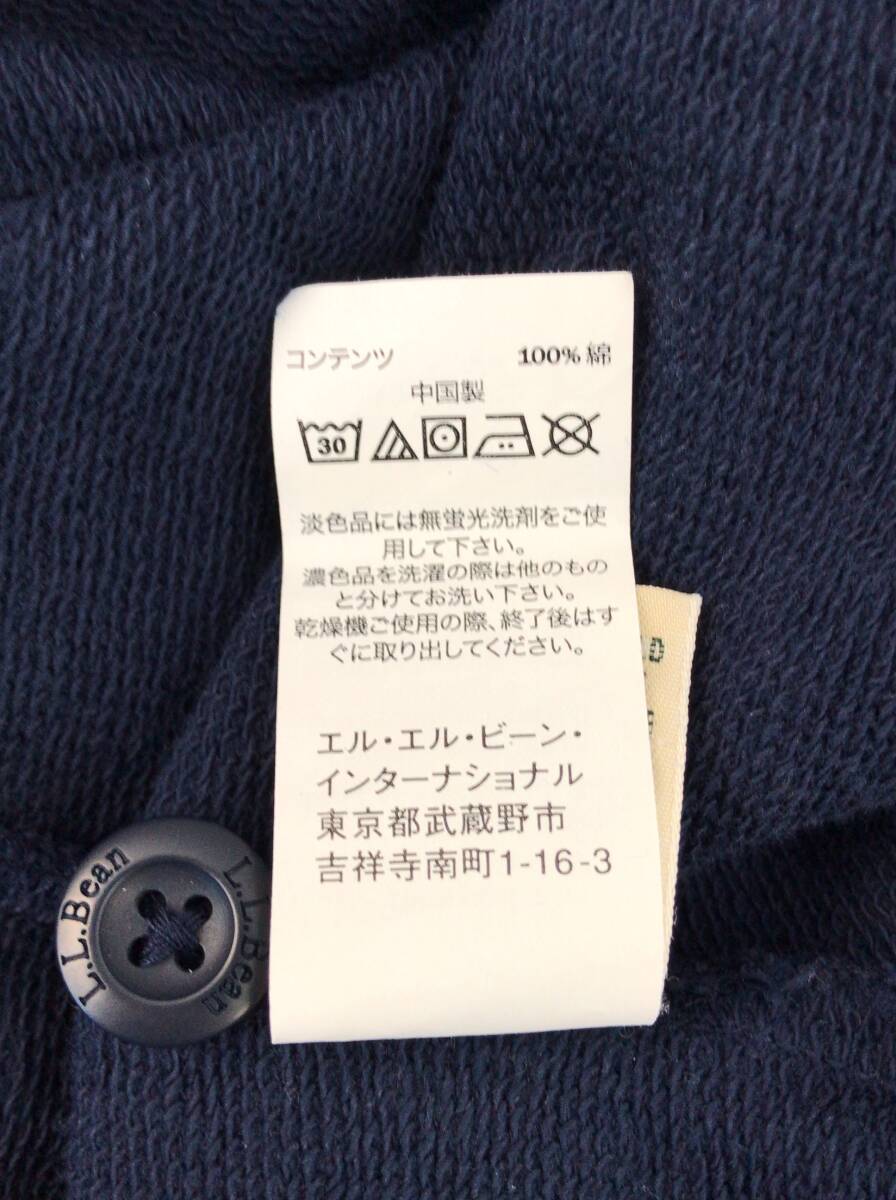 コンテンツ 100% 綿
中国製
30
淡色品には無蛍光洗剤をご使
用して下さい。
濃色品を洗濯の際は他のもの
と分けてお洗い下さい。
乾燥機ご使用の際、終了後はす
ぐに取り出してください。
エル・エル・ビーン・
インターナショナル
東京都武蔵野市
吉祥寺南町1-16-3
L.L.Bean
L.L.Bean